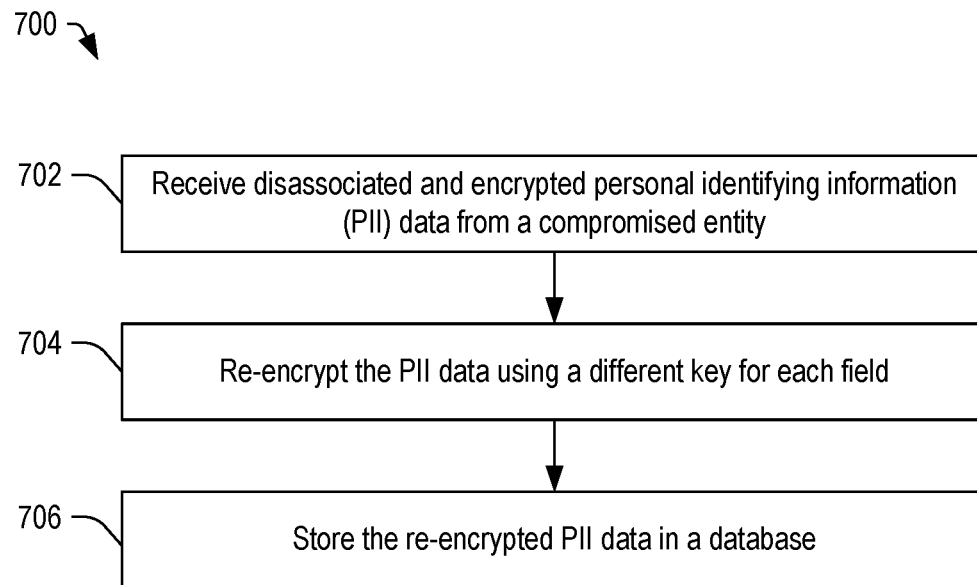 700
702
Receive disassociated and encrypted personal identifying information
(PII) data from a compromised entity
704
Re-encrypt the PII data using a different key for each field
706
Store the re-encrypted PII data in a database